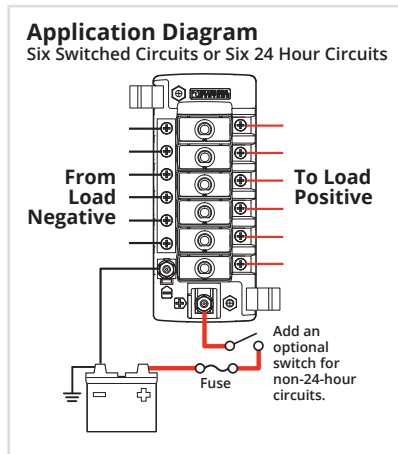 Application Diagram
Six Switched Circuits or Six 24 Hour Circuits
From
Load
Negative
To Load
Positive
Add an
optional
switch for
non-24-hour
circuits.
Fuse